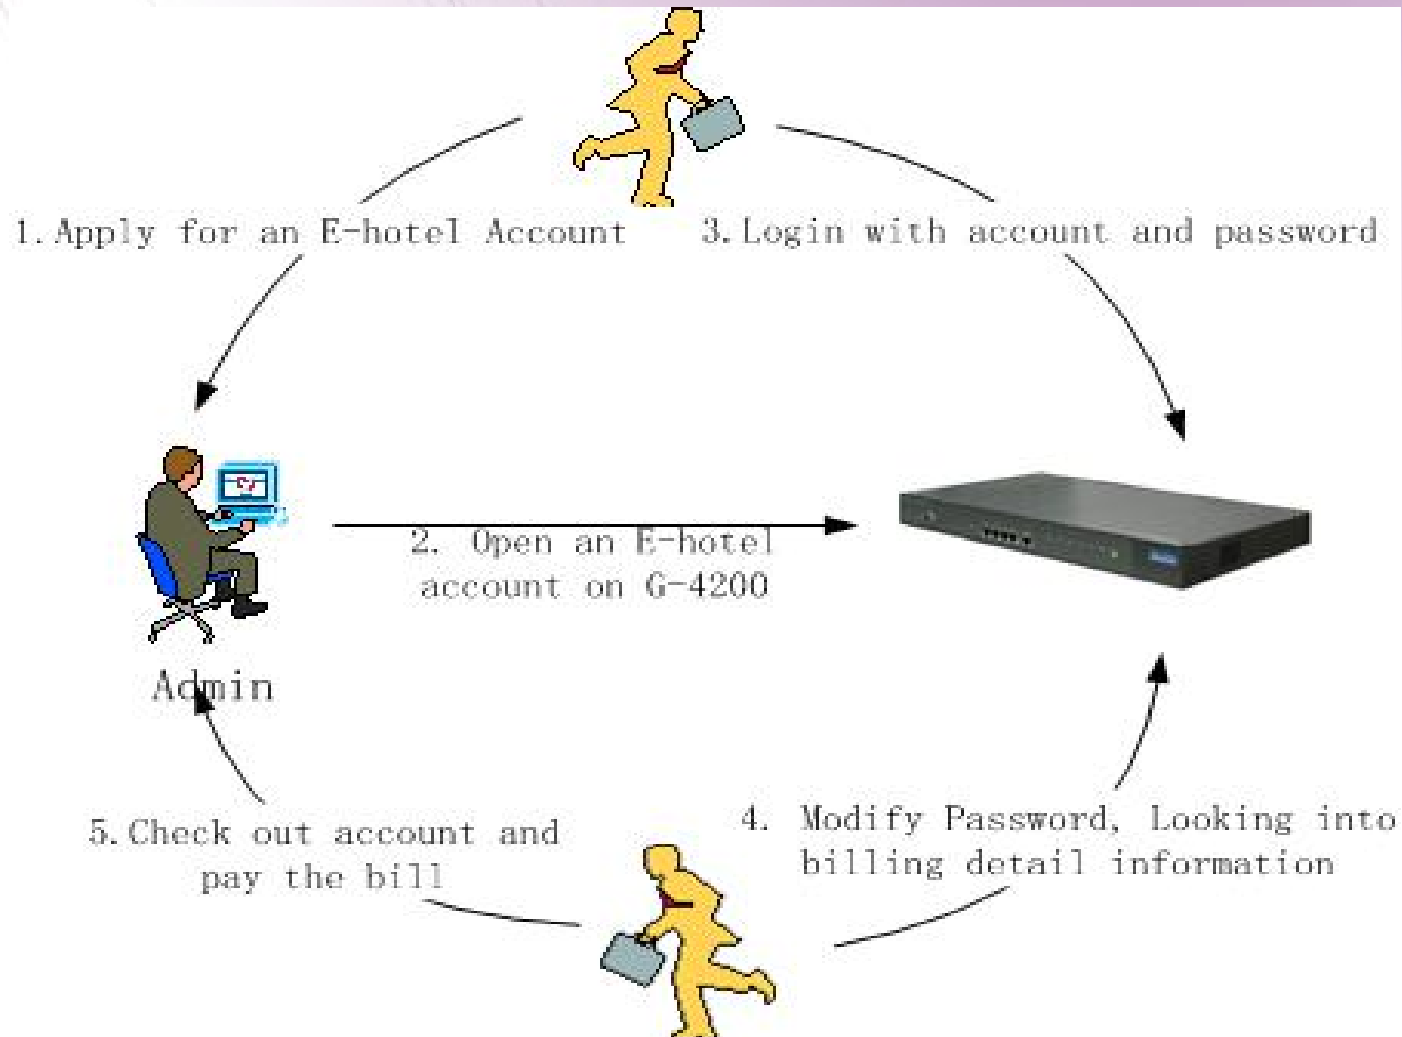 1.Apply for an E-hotel Account
3.Login with account and password
2. Open an E-hotel
account on G-4200
Admin
5.Check out account and
pay the bill
4. Modify Password, Looking into
billing detail information